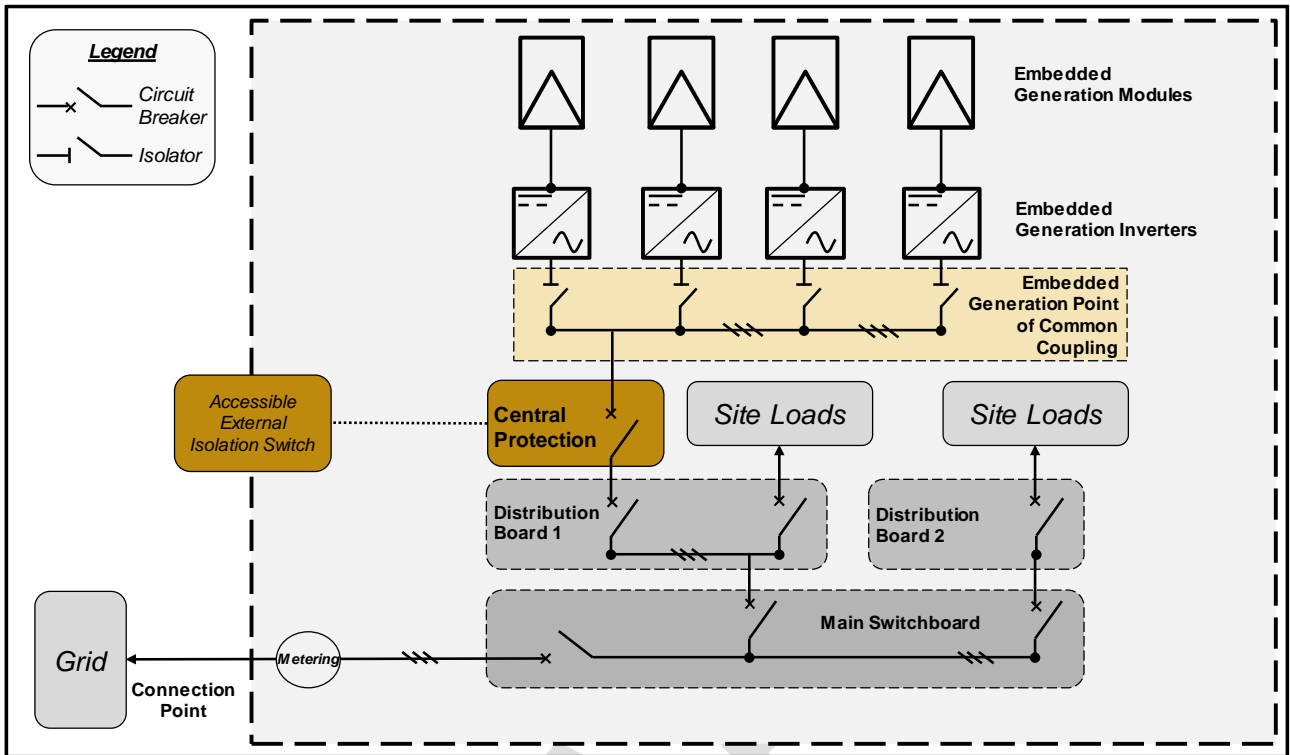 Legend
Circuit
Breaker
Isolator
Embedded
Generation Modules
Embedded
Generation Inverters
Embedded
Generation Point
of Common
Coupling
Accessible
External
Isolation Switch
Central
Protection
Site Loads
Site Loads
Distribution
Board 1
Distribution
Board 2
Main Switchboard
Grid
Metering
Connection
Point